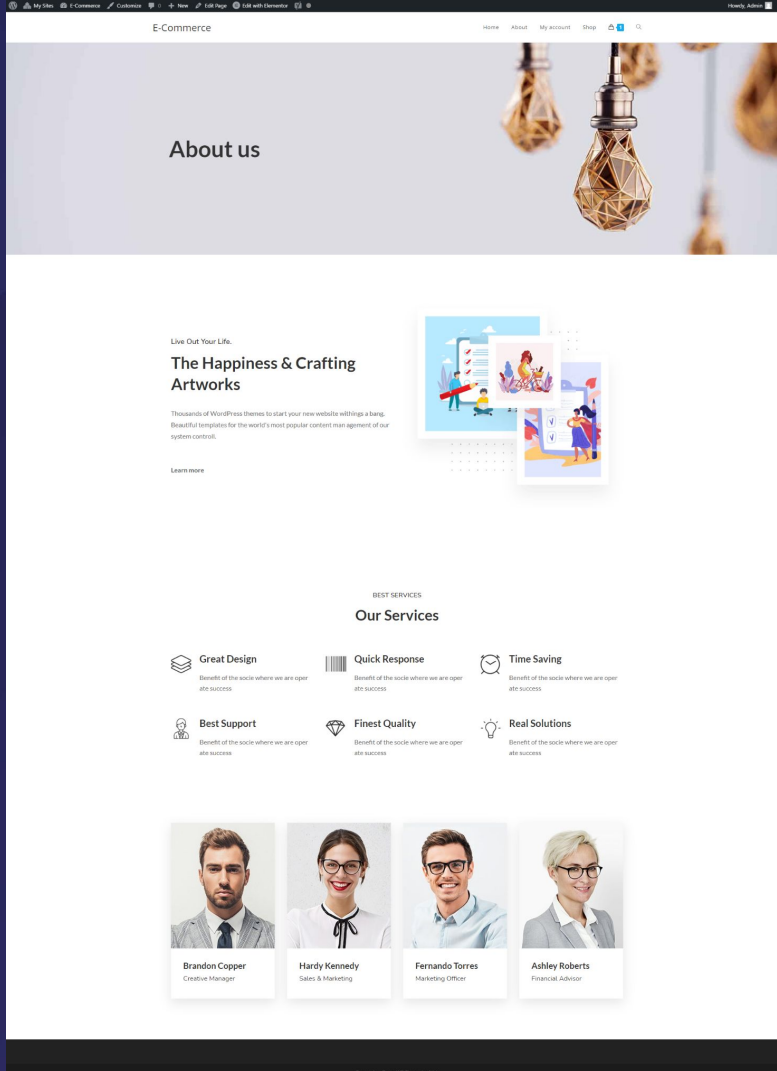 My Sites E-Commerce Customize 0 New Edit Page Edit with Elementor Howdy, Admin
E-Commerce
Home About My account Shop 1
About us
Live Out Your Life.
The Happiness & Crafting
Artworks
Thousands of WordPress themes to start your new website withings a bang.
Beautiful templates for the world's most popular content man agement of our
system controll.
Learn more
BEST SERVICES
Our Services
Great Design
Benefit of the socie where we are oper
ate success
Quick Response
Benefit of the socie where we are oper
ate success
Time Saving
Benefit of the socie where we are oper
ate success
Best Support
Benefit of the socie where we are oper
ate success
Finest Quality
Benefit of the socie where we are oper
ate success
Real Solutions
Benefit of the socie where we are oper
ate success
Brandon Copper
Creative Manager
Hardy Kennedy
Sales & Marketing
Fernando Torres
Marketing Officer
Ashley Roberts
Financial Advisor